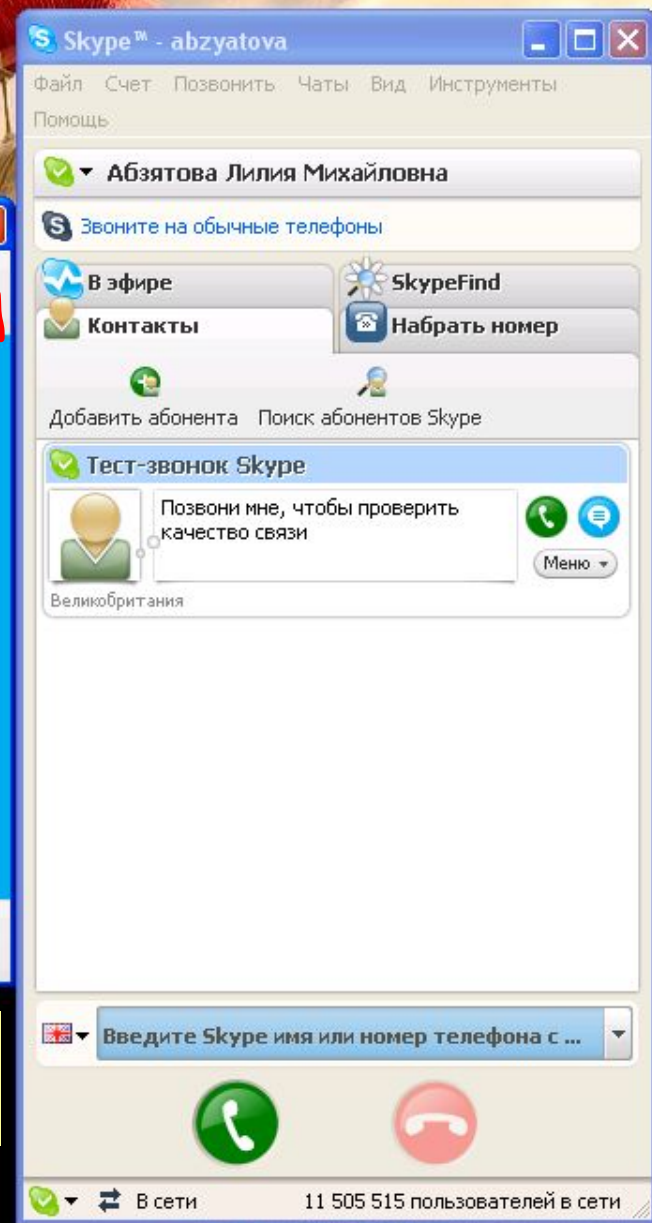 Skype™ - abzyatova
Файл Счет Позвонить Чаты Вид Инструменты
Помощь
Абзятова Лилия Михайловна
Звоните на обычные телефоны
В эфире SkypeFind
Контакты Набрать номер
Добавить абонента Поиск абонентов Skype
Тест-звонок Skype
Позвони мне, чтобы проверить
качество связи
Меню
Великобритания
Введите Skype имя или номер телефона с ...
В сети 11 505 515 пользователей в сети